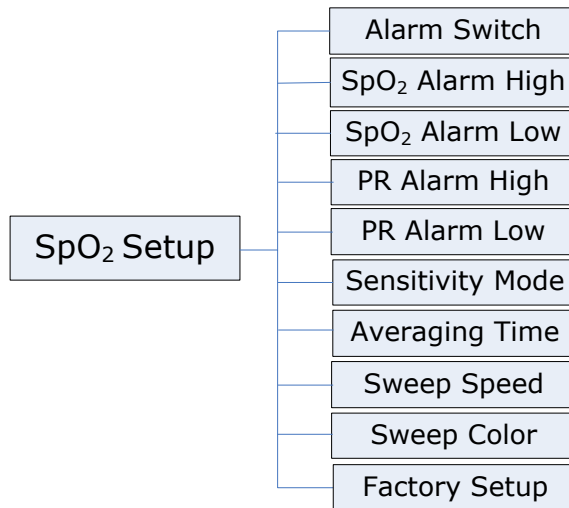 Alarm Switch
SpO₂ Alarm High
SpO₂ Alarm Low
PR Alarm High
PR Alarm Low
SpO₂ Setup
Sensitivity Mode
Averaging Time
Sweep Speed
Sweep Color
Factory Setup